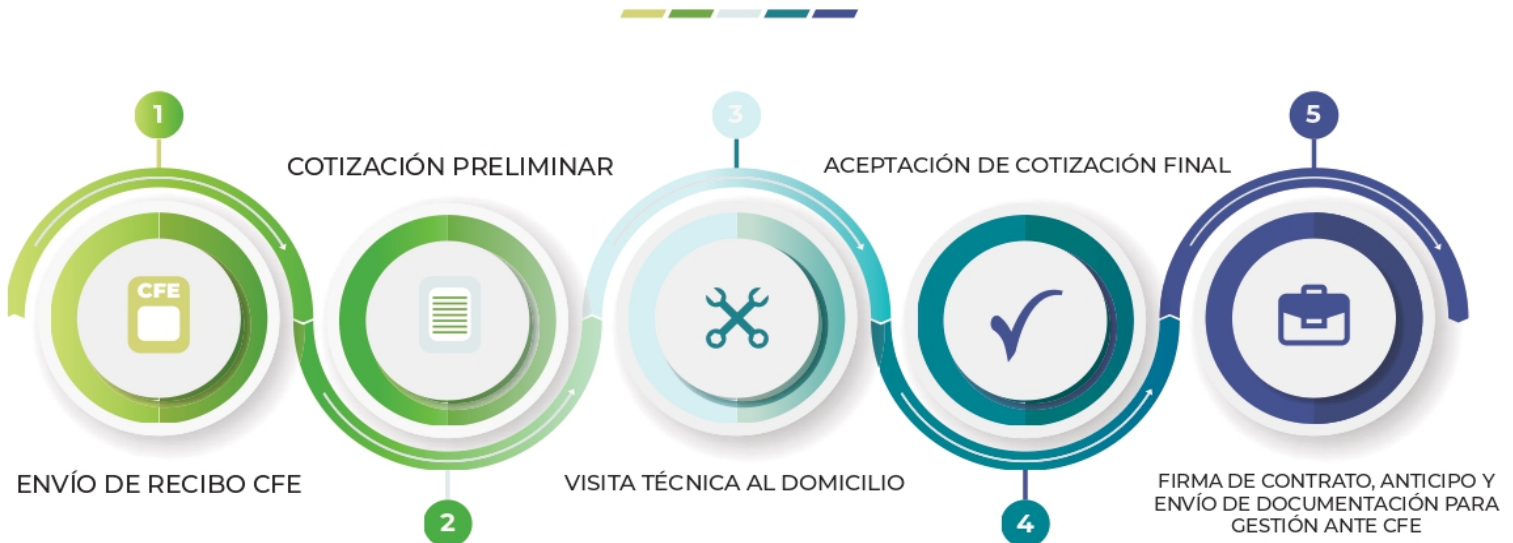 1
CFE
ENVÍO DE RECIBO CFE
COTIZACIÓN PRELIMINAR
2
3
VISITA TÉCNICA AL DOMICILIO
ACEPTACIÓN DE COTIZACIÓN FINAL
4
5
FIRMA DE CONTRATO, ANTICIPO Y
ENVÍO DE DOCUMENTACIÓN PARA
GESTIÓN ANTE CFE